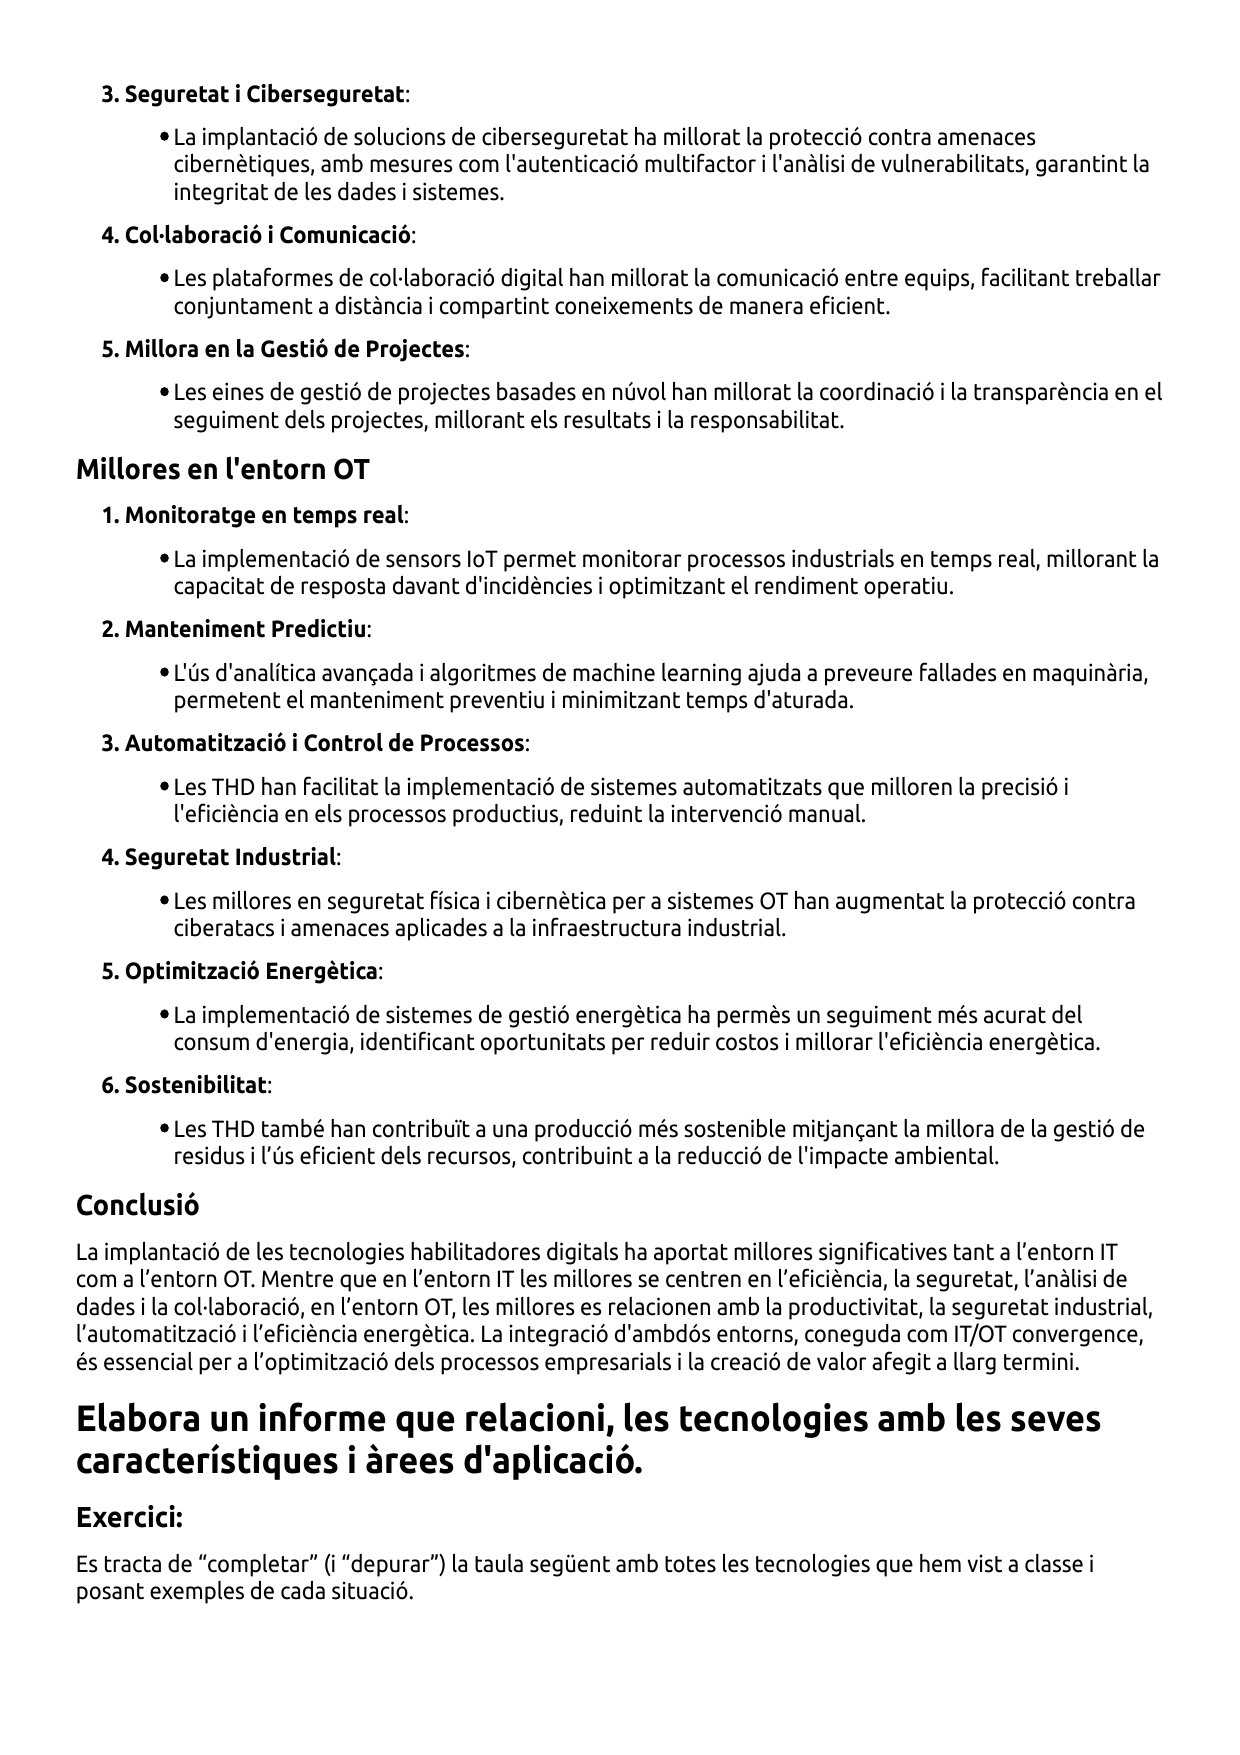 3. Seguretat i Ciberseguretat:
• La implantació de solucions de ciberseguretat ha millorat la protecció contra amenaces
cibernètiques, amb mesures com l'autenticació multifactor i l'anàlisi de vulnerabilitats, garantint la
integritat de les dades i sistemes.
4. Col·laboració i Comunicació:
• Les plataformes de col·laboració digital han millorat la comunicació entre equips, facilitant treballar
conjuntament a distància i compartint coneixements de manera eficient.
5. Millora en la Gestió de Projectes:
• Les eines de gestió de projectes basades en núvol han millorat la coordinació i la transparència en el
seguiment dels projectes, millorant els resultats i la responsabilitat.
Millores en l'entorn OT
1. Monitoratge en temps real:
• La implementació de sensors IoT permet monitorar processos industrials en temps real, millorant la
capacitat de resposta davant d'incidències i optimitzant el rendiment operatiu.
2. Manteniment Predictiu:
• L'ús d'analítica avançada i algoritmes de machine learning ajuda a preveure fallades en maquinària,
permetent el manteniment preventiu i minimitzant temps d'aturada.
3. Automatització i Control de Processos:
• Les THD han facilitat la implementació de sistemes automatitzats que milloren la precisió i
l'eficiència en els processos productius, reduint la intervenció manual.
4. Seguretat Industrial:
• Les millores en seguretat física i cibernètica per a sistemes OT han augmentat la protecció contra
ciberatacs i amenaces aplicades a la infraestructura industrial.
5. Optimització Energètica:
• La implementació de sistemes de gestió energètica ha permès un seguiment més acurat del
consum d'energia, identificant oportunitats per reduir costos i millorar l'eficiència energètica.
6. Sostenibilitat:
• Les THD també han contribuït a una producció més sostenible mitjançant la millora de la gestió de
residus i l’ús eficient dels recursos, contribuint a la reducció de l'impacte ambiental.
Conclusió
La implantació de les tecnologies habilitadores digitals ha aportat millores significatives tant a l’entorn IT
com a l’entorn OT. Mentre que en l’entorn IT les millores se centren en l’eficiència, la seguretat, l’anàlisi de
dades i la col·laboració, en l’entorn OT, les millores es relacionen amb la productivitat, la seguretat industrial,
l’automatització i l’eficiència energètica. La integració d'ambdós entorns, coneguda com IT/OT convergence,
és essencial per a l’optimització dels processos empresarials i la creació de valor afegit a llarg termini.
Elabora un informe que relacioni, les tecnologies amb les seves
característiques i àrees d'aplicació.
Exercici:
Es tracta de “completar” (i “depurar”) la taula següent amb totes les tecnologies que hem vist a classe i
posant exemples de cada situació.